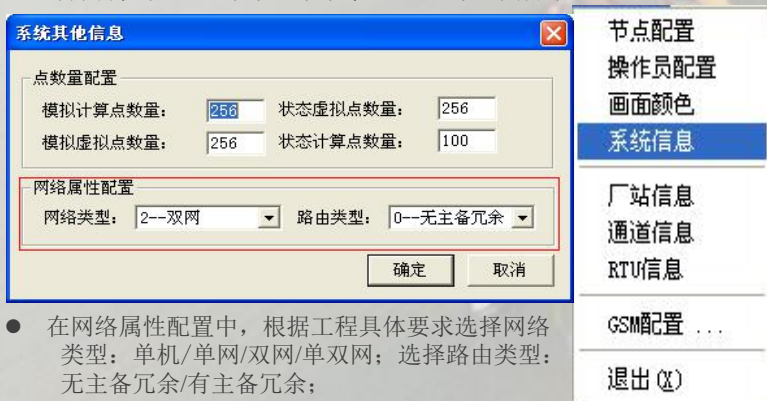 系统其他信息
点数量配置
模拟计算点数量： 256 状态虚拟点数量： 256
模拟虚拟点数量： 256 状态计算点数量： 100
网络属性配置
网络类型： 2--双网 路由类型： 0--无主备冗余
确定 取消
● 在网络属性配置中，根据工程具体要求选择网络
类型：单机/单网/双网/单双网；选择路由类型：
无主备冗余/有主备冗余；
节点配置
操作员配置
画面颜色
系统信息
厂站信息
通道信息
RTU信息
GSM配置 ...
退出(X)